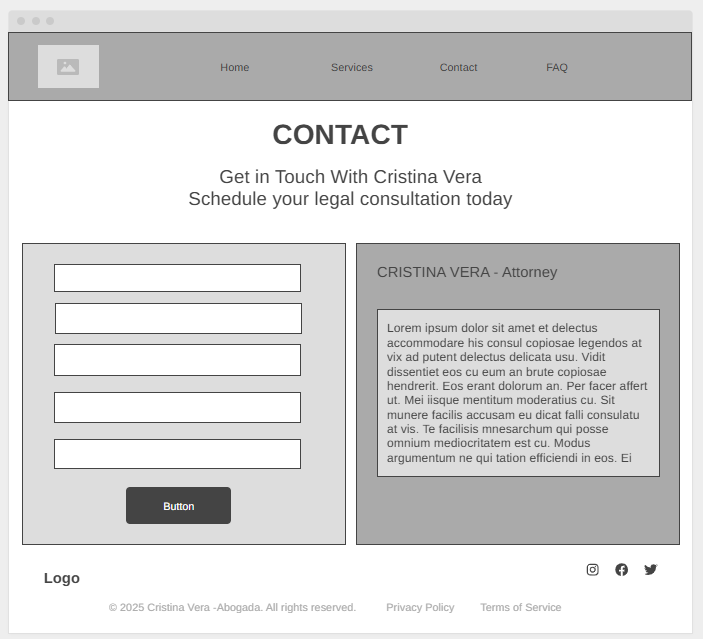 Home Services Contact FAQ
CONTACT
Get in Touch With Cristina Vera
Schedule your legal consultation today
Button
CRISTINA VERA - Attorney
Lorem ipsum dolor sit amet et delectus
accommodare his consul copiosae legendos at
vix ad putent delectus delicata usu. Vidit
dissentiet eos cu eum an brute copiosae
hendrerit. Eos erant dolorum an. Per facer affert
ut. Mei iisque mentitum moderatius cu. Sit
munere facilis accusam eu dicat falli consulatu
at vis. Te facilisis mnesarchum qui posse
omnium mediocritatem est cu. Modus
argumentum ne qui tation efficiendi in eos. Ei
Logo
© 2025 Cristina Vera -Abogada. All rights reserved. Privacy Policy Terms of Service